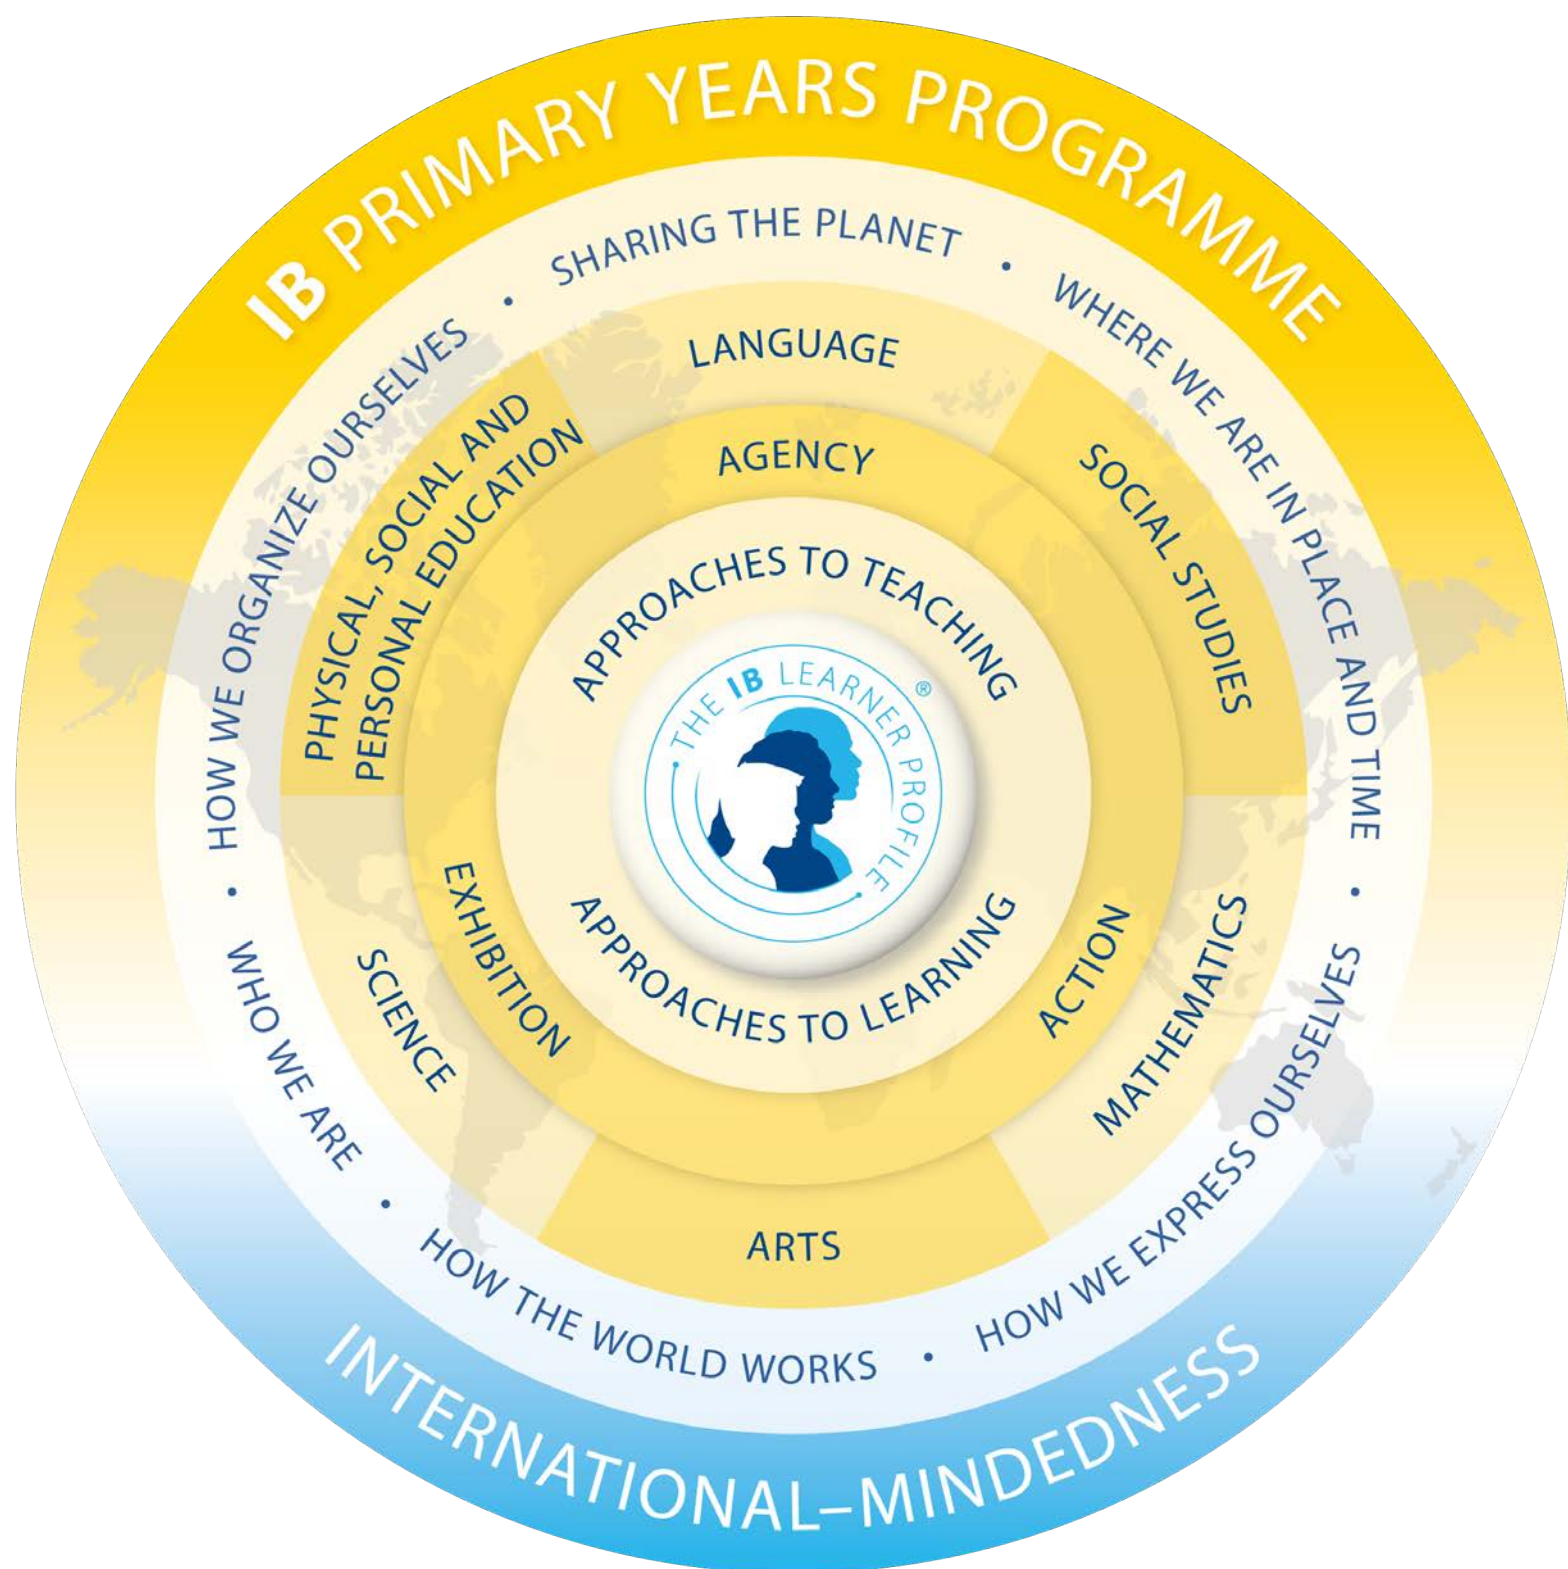 IB PRIMARY YEARS PROGRAMME
SHARING THE PLANET
•
WHERE WE ARE IN PLACE AND TIME
•
HOW WE EXPRESS OURSELVES
•
HOW THE WORLD WORKS
•
WHO WE ARE
•
HOW WE ORGANIZE OURSELVES
•
LANGUAGE
SOCIAL STUDIES
MATHEMATICS
ARTS
SCIENCE
PHYSICAL, SOCIAL AND
PERSONAL EDUCATION
AGENCY
ACTION
EXHIBITION
APPROACHES TO TEACHING
THE IB LEARNER PROFILE ®
APPROACHES TO LEARNING
INTERNATIONAL–MINDEDNESS